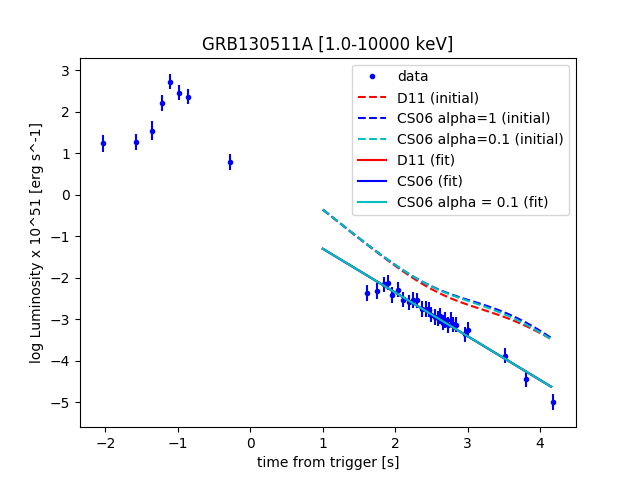 GRB130511A [1.0-10000 keV]
data
D11 (initial)
CS06 alpha=1 (initial)
CS06 alpha=0.1 (initial)
D11 (fit)
CS06 (fit)
CS06 alpha = 0.1 (fit)
log Luminosity x 10^51 [erg s^-1]
3
2
1
0
−1
−2
−3
−4
−5
−2 −1 0 1 2 3 4
time from trigger [s]